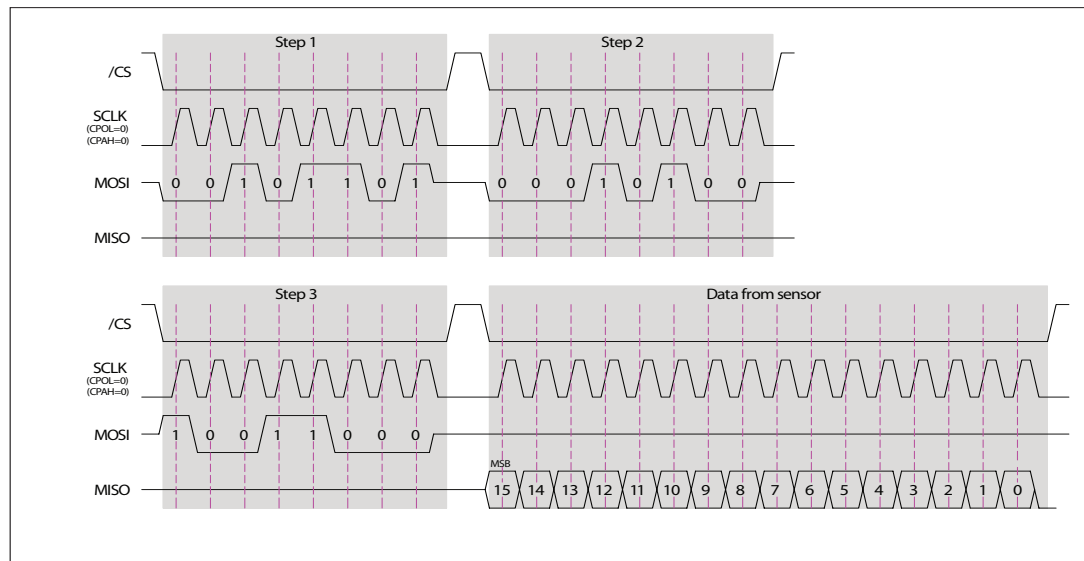 Step 1 Step 2
/CS
SCLK
(CPOL=0)
(CPAH=0)
MOSI 0 0 1 0 1 1 0 1 0 0 0 1 0 1 0 0
MISO
Step 3 Data from sensor
/CS
SCLK
(CPOL=0)
(CPAH=0)
MOSI 1 0 0 1 1 0 0 0
MSB
MISO 15 14 13 12 11 10 9 8 7 6 5 4 3 2 1 0